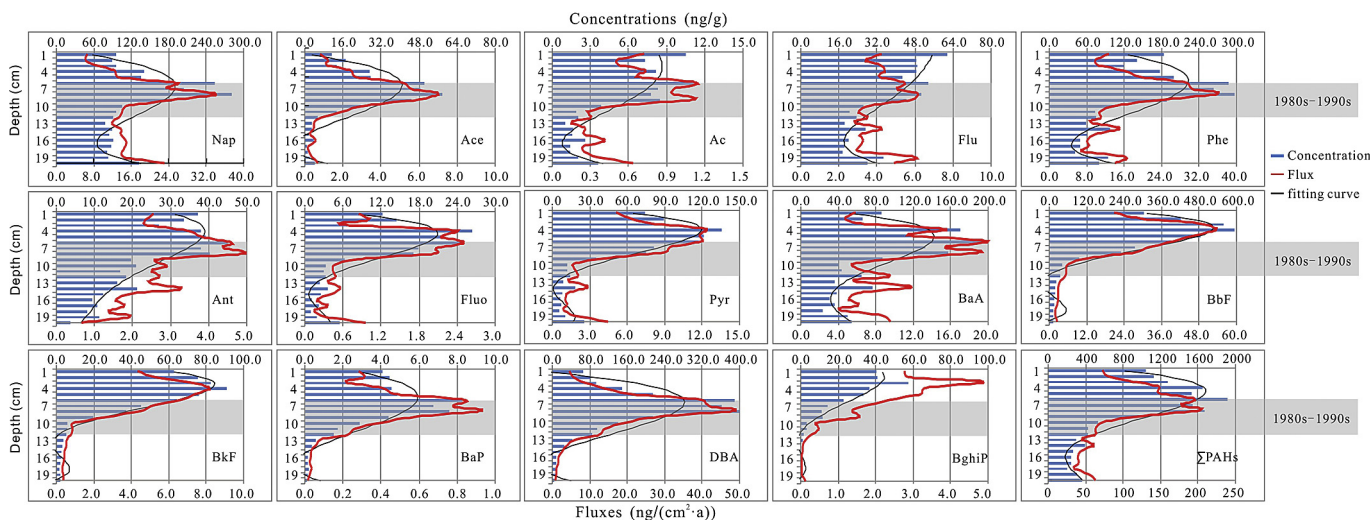 Concentrations (ng/g)
0.0 60.0 120.0 180.0 240.0 300.0
0.0 16.0 32.0 48.0 64.0 80.0
0.0 3.0 6.0 9.0 12.0 15.0
0.0 16.0 32.0 48.0 64.0 80.0
0.0 60.0 120.0 180.0 240.0 300.0
Depth (cm)
1
4
7
10
13
16
19
Nap
Ace
Ac
Flu
Phe
1980s-1990s
Concentration
Flux
fitting curve
0.0 8.0 16.0 24.0 32.0 40.0
0.0 1.6 3.2 4.8 6.4 8.0
0.0 0.3 0.6 0.9 1.2
0.0 2.0 4.0 6.0 8.0 10.0
0.0 8.0 16.0 24.0 32.0 40.0
0.0 10.0 20.0 30.0 40.0 50.0
0.0 6.0 12.0 18.0 24.0 30.0
0.0 30.0 60.0 90.0 120.0 150.0
0.0 40.0 80.0 120.0 160.0 200.0
0.0 120.0 240.0 360.0 480.0 600.0
Depth (cm)
1
4
7
10
13
16
19
Ant
Fluo
Pyr
BaA
BbF
1980s-1990s
0.0 1.0 2.0 3.0 4.0 5.0
0.0 0.6 1.2 1.8 2.4 3.0
0.0 3.0 6.0 9.0 12.0 15.0
0.0 4.0 8.0 12.0 16.0 20.0
0.0 12.0 24.0 36.0 48.0 60.0
0.0 20.0 40.0 60.0 80.0 100.0
0.0 2.0 4.0 6.0 8.0 10.0
0.0 80.0 160.0 240.0 320.0 400.0
0.0 20.0 40.0 60.0 80.0 100.0
0 400 800 1200 1600 2000
Depth (cm)
1
4
7
10
13
16
19
BkF
BaP
DBA
BghiP
∑PAHs
1980s-1990s
0.0 2.0 4.0 6.0 8.0 10.0
0.0 0.2 0.4 0.6 0.8 1.0
0.0 10.0 20.0 30.0 40.0 50.0
0.0 1.0 2.0 3.0 4.0 5.0
0 50 100 150 200 250
Fluxes (ng/(cm²·a))